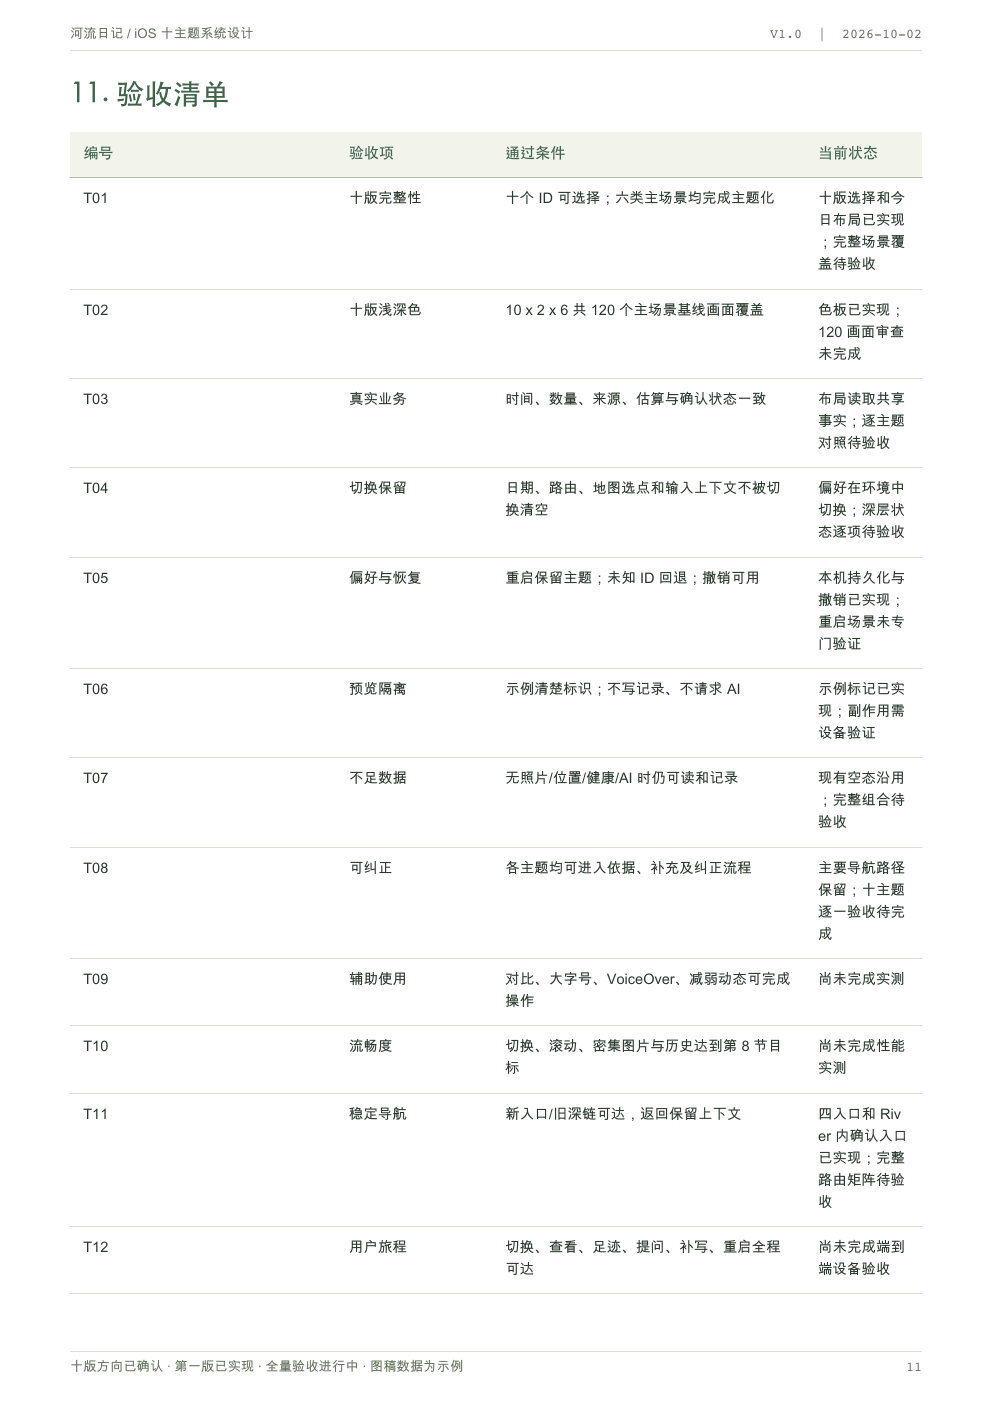 河流日记 / iOS 十主题系统设计
V1.0 | 2026-10-02
11. 验收清单
编号 验收项 通过条件 当前状态
T01 十版完整性 十个 ID 可选择；六类主场景均完成主题化 十版选择和今
日布局已实现
；完整场景覆
盖待验收
T02 十版浅深色 10 x 2 x 6 共 120 个主场景基线画面覆盖 色板已实现；
120 画面审查
未完成
T03 真实业务 时间、数量、来源、估算与确认状态一致 布局读取共享
事实；逐主题
对照待验收
T04 切换保留 日期、路由、地图选点和输入上下文不被切 偏好在环境中
换清空 切换；深层状
态逐项待验收
T05 偏好与恢复 重启保留主题；未知 ID 回退；撤销可用 本机持久化与
撤销已实现；
重启场景未专
门验证
T06 预览隔离 示例清楚标识；不写记录、不请求 AI 示例标记已实
现；副作用需
设备验证
T07 不足数据 无照片/位置/健康/AI 时仍可读和记录 现有空态沿用
；完整组合待
验收
T08 可纠正 各主题均可进入依据、补充及纠正流程 主要导航路径
保留；十主题
逐一验收待完
成
T09 辅助使用 对比、大字号、VoiceOver、减弱动态可完成 尚未完成实测
操作
T10 流畅度 切换、滚动、密集图片与历史达到第 8 节目 尚未完成性能
标 实测
T11 稳定导航 新入口/旧深链可达，返回保留上下文 四入口和 Riv
er 内确认入口
已实现；完整
路由矩阵待验
收
T12 用户旅程 切换、查看、足迹、提问、补写、重启全程 尚未完成端到
可达 端设备验收
十版方向已确认 · 第一版已实现 · 全量验收进行中 · 图稿数据为示例
11